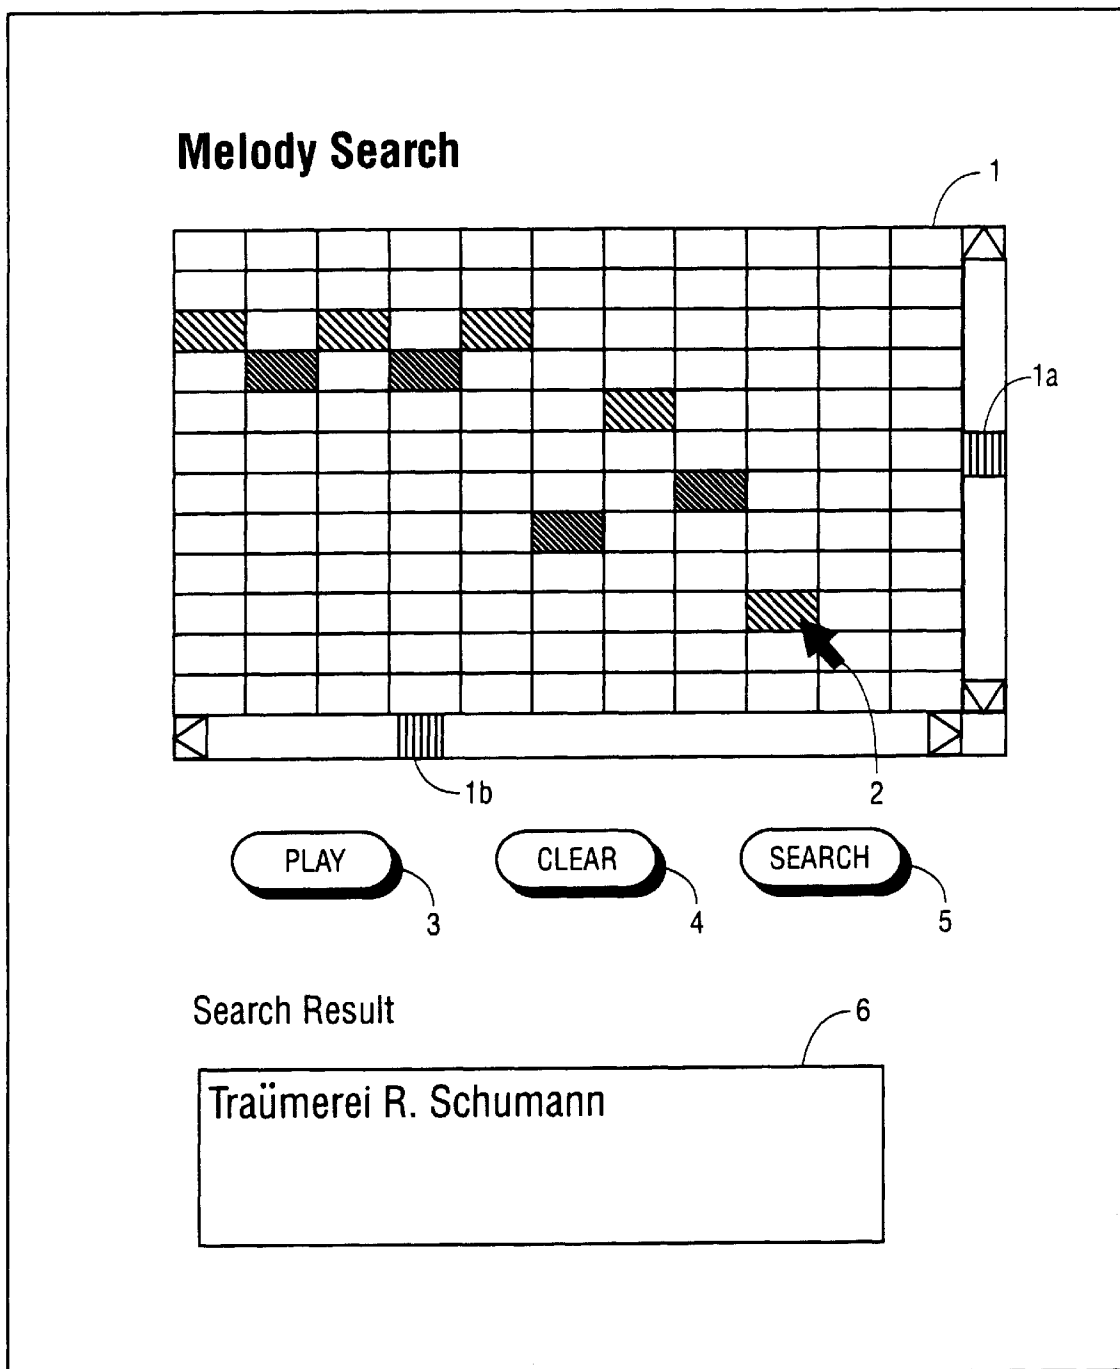 Melody Search
1
1a
1b
2
PLAY
CLEAR
SEARCH
3
4
5
Search Result
6
Traümerei R. Schumann